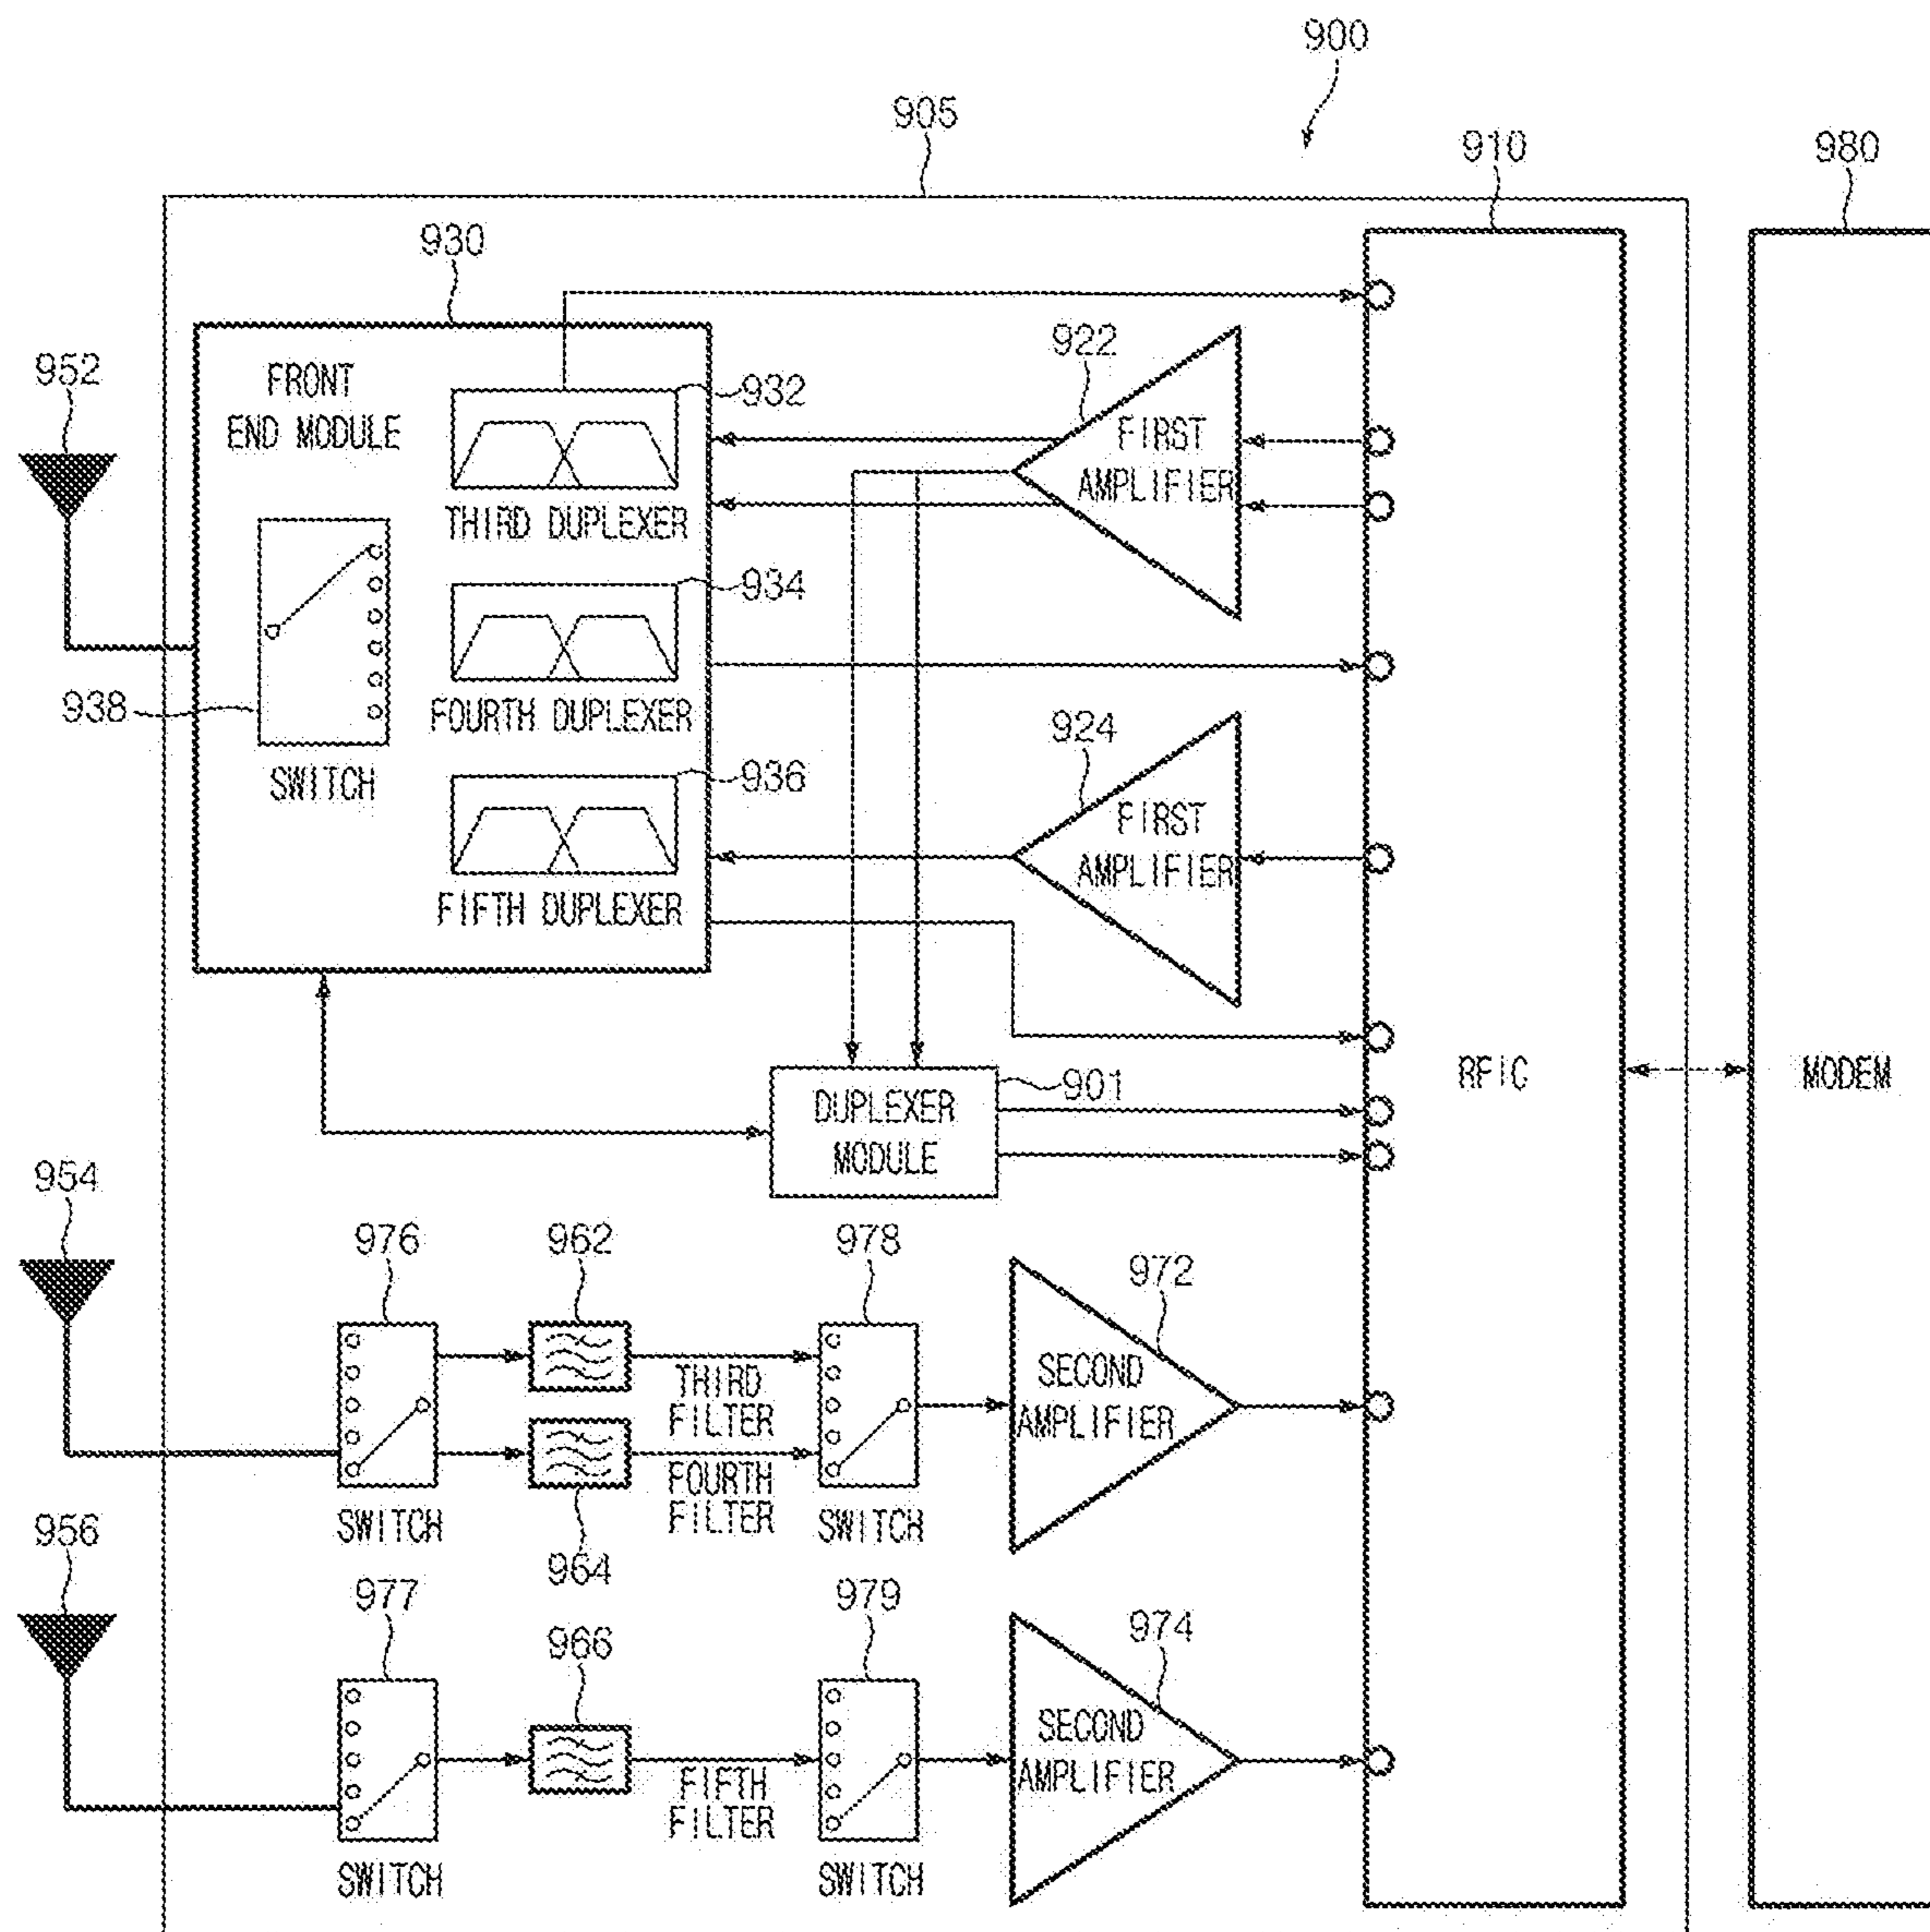 900
905
910
980
930
952
FRONT
END MODULE
932
THIRD DUPLEXER
922
FIRST
AMPLIFIER
934
FOURTH DUPLEXER
938
SWITCH
936
FIFTH DUPLEXER
924
FIRST
AMPLIFIER
901
DUPLEXER
MODULE
RFIC
MODEM
954
976
962
978
972
THIRD
FILTER
SECOND
AMPLIFIER
FOURTH
FILTER
SWITCH
964
SWITCH
956
977
966
979
974
FIFTH
FILTER
SECOND
AMPLIFIER
SWITCH
SWITCH